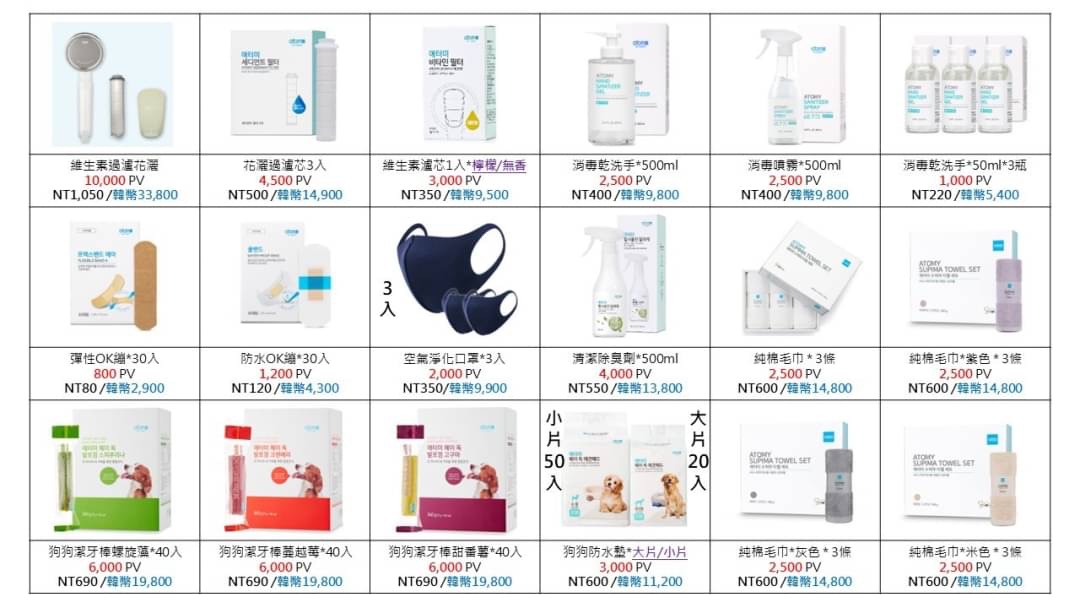 維生素過濾花灑
10,000 PV
NT1,050 /韓幣33,800
花灑過濾芯3入
4,500 PV
NT500 /韓幣14,900
維生素濾芯1入*檸檬/無香
3,000 PV
NT350 /韓幣9,500
消毒乾洗手*500ml
2,500 PV
NT400 /韓幣9,800
消毒噴霧*500ml
2,500 PV
NT400 /韓幣9,800
消毒乾洗手*50ml*3瓶
1,000 PV
NT220 /韓幣5,400
ATOMY
SUPIMA TOWEL SET
3
入
彈性OK繃*30入
800 PV
NT80 /韓幣2,900
防水OK繃*30入
1,200 PV
NT120 /韓幣4,300
空氣淨化口罩*3入
2,000 PV
NT350/韓幣9,900
清潔除臭劑*500ml
4,000 PV
NT550 /韓幣13,800
純棉毛巾 * 3條
2,500 PV
NT600 /韓幣14,800
純棉毛巾*紫色 * 3條
2,500 PV
NT600 /韓幣14,800
小
片
50
入
大
片
20
入
ATOMY
SUPIMA TOWEL SET
ATOMY
SUPIMA TOWEL SET
狗狗潔牙棒螺旋藻*40入
6,000 PV
NT690 /韓幣19,800
狗狗潔牙棒蔓越莓*40入
6,000 PV
NT690 /韓幣19,800
狗狗潔牙棒甜番薯*40入
6,000 PV
NT690 /韓幣19,800
狗狗防水墊*大片/小片
3,000 PV
NT600 /韓幣11,200
純棉毛巾*灰色 * 3條
2,500 PV
NT600 /韓幣14,800
純棉毛巾*米色 * 3條
2,500 PV
NT600 /韓幣14,800